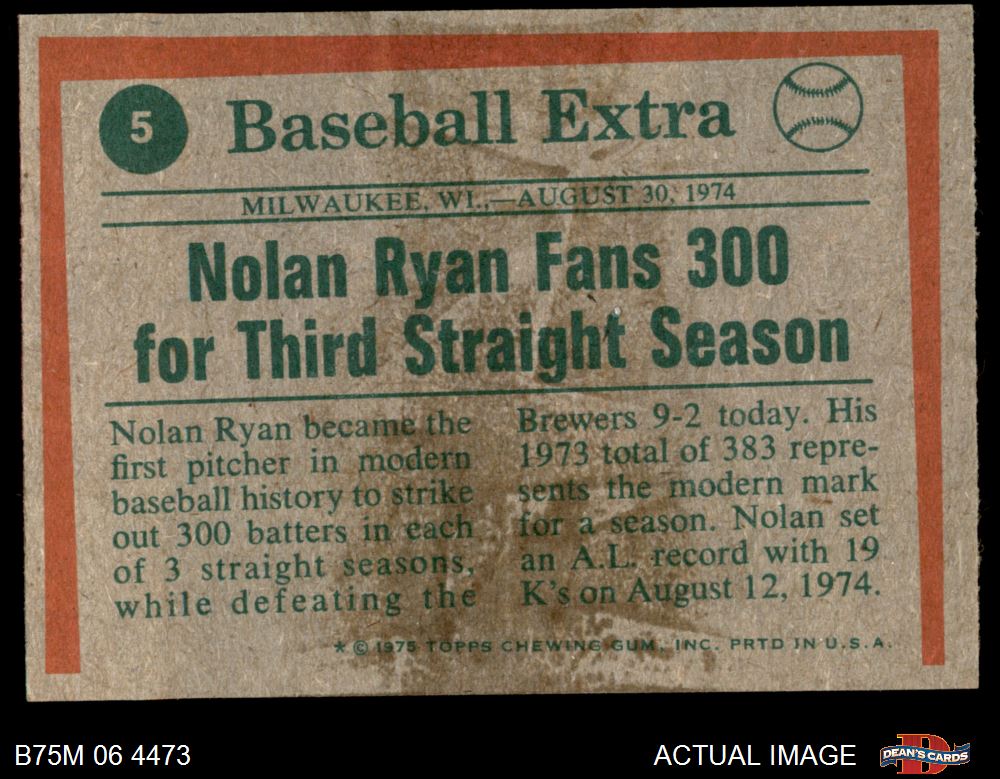 5
Baseball Extra
MILWAUKEE, WI.,—AUGUST 30, 1974
Nolan Ryan Fans 300
for Third Straight Season
Nolan Ryan became the
first pitcher in modern
baseball history to strike
out 300 batters in each
of 3 straight seasons,
while defeating the
Brewers 9-2 today. His
1973 total of 383 repre-
sents the modern mark
for a season. Nolan set
an A.L. record with 19
K's on August 12, 1974.
* © 1975 TOPPS CHEWING GUM, INC. PRTD IN U.S.A.
B75M 06 4473
ACTUAL IMAGE
DEAN'S CARDS